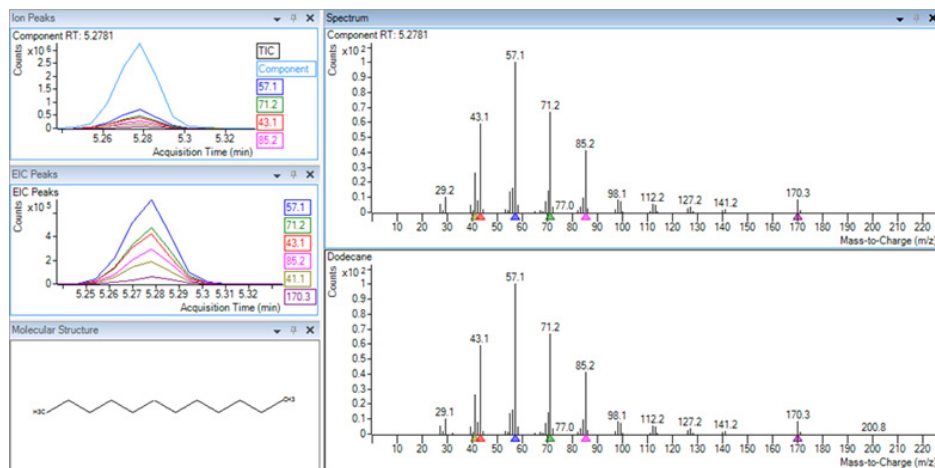 Ion Peaks
Component RT: 5.2781
x10 6
Counts
2.5
2
1.5
1
0.5
0
5.26 5.28 5.3 5.32
Acquisition Time (min)
TIC
Component
57.1
71.2
43.1
85.2
EIC Peaks
EIC Peaks
x10 5
Counts
4
2
0
5.25 5.26 5.27 5.28 5.29 5.3 5.31 5.32
Acquisition Time (min)
57.1
71.2
43.1
85.2
41.1
170.3
Molecular Structure
H3C
CH3
Spectrum
Component RT: 5.2781
x10 2
Counts
1
0.9
0.8
0.7
0.6
0.5
0.4
0.3
0.2
0.1
0
29.2
43.1
57.1
71.2
77.0
85.2
98.1
112.2
127.2
141.2
170.3
10 20 30 40 50 60 70 80 90 100 110 120 130 140 150 160 170 180 190 200 210 220
Mass-to-Charge (m/z)
Dodecane
x10 2
Counts
1
0.9
0.8
0.7
0.6
0.5
0.4
0.3
0.2
0.1
0
29.1
43.1
57.1
71.2
77.0
85.2
98.1
112.2
127.2
141.2
170.3
200.8
10 20 30 40 50 60 70 80 90 100 110 120 130 140 150 160 170 180 190 200 210 220
Mass-to-Charge (m/z)